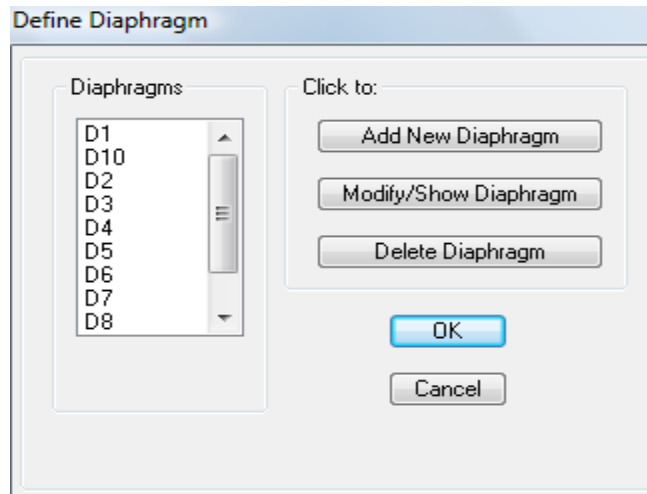 Define Diaphragm
Diaphragms
D1
D10
D2
D3
D4
D5
D6
D7
D8
Click to:
Add New Diaphragm
Modify/Show Diaphragm
Delete Diaphragm
OK
Cancel